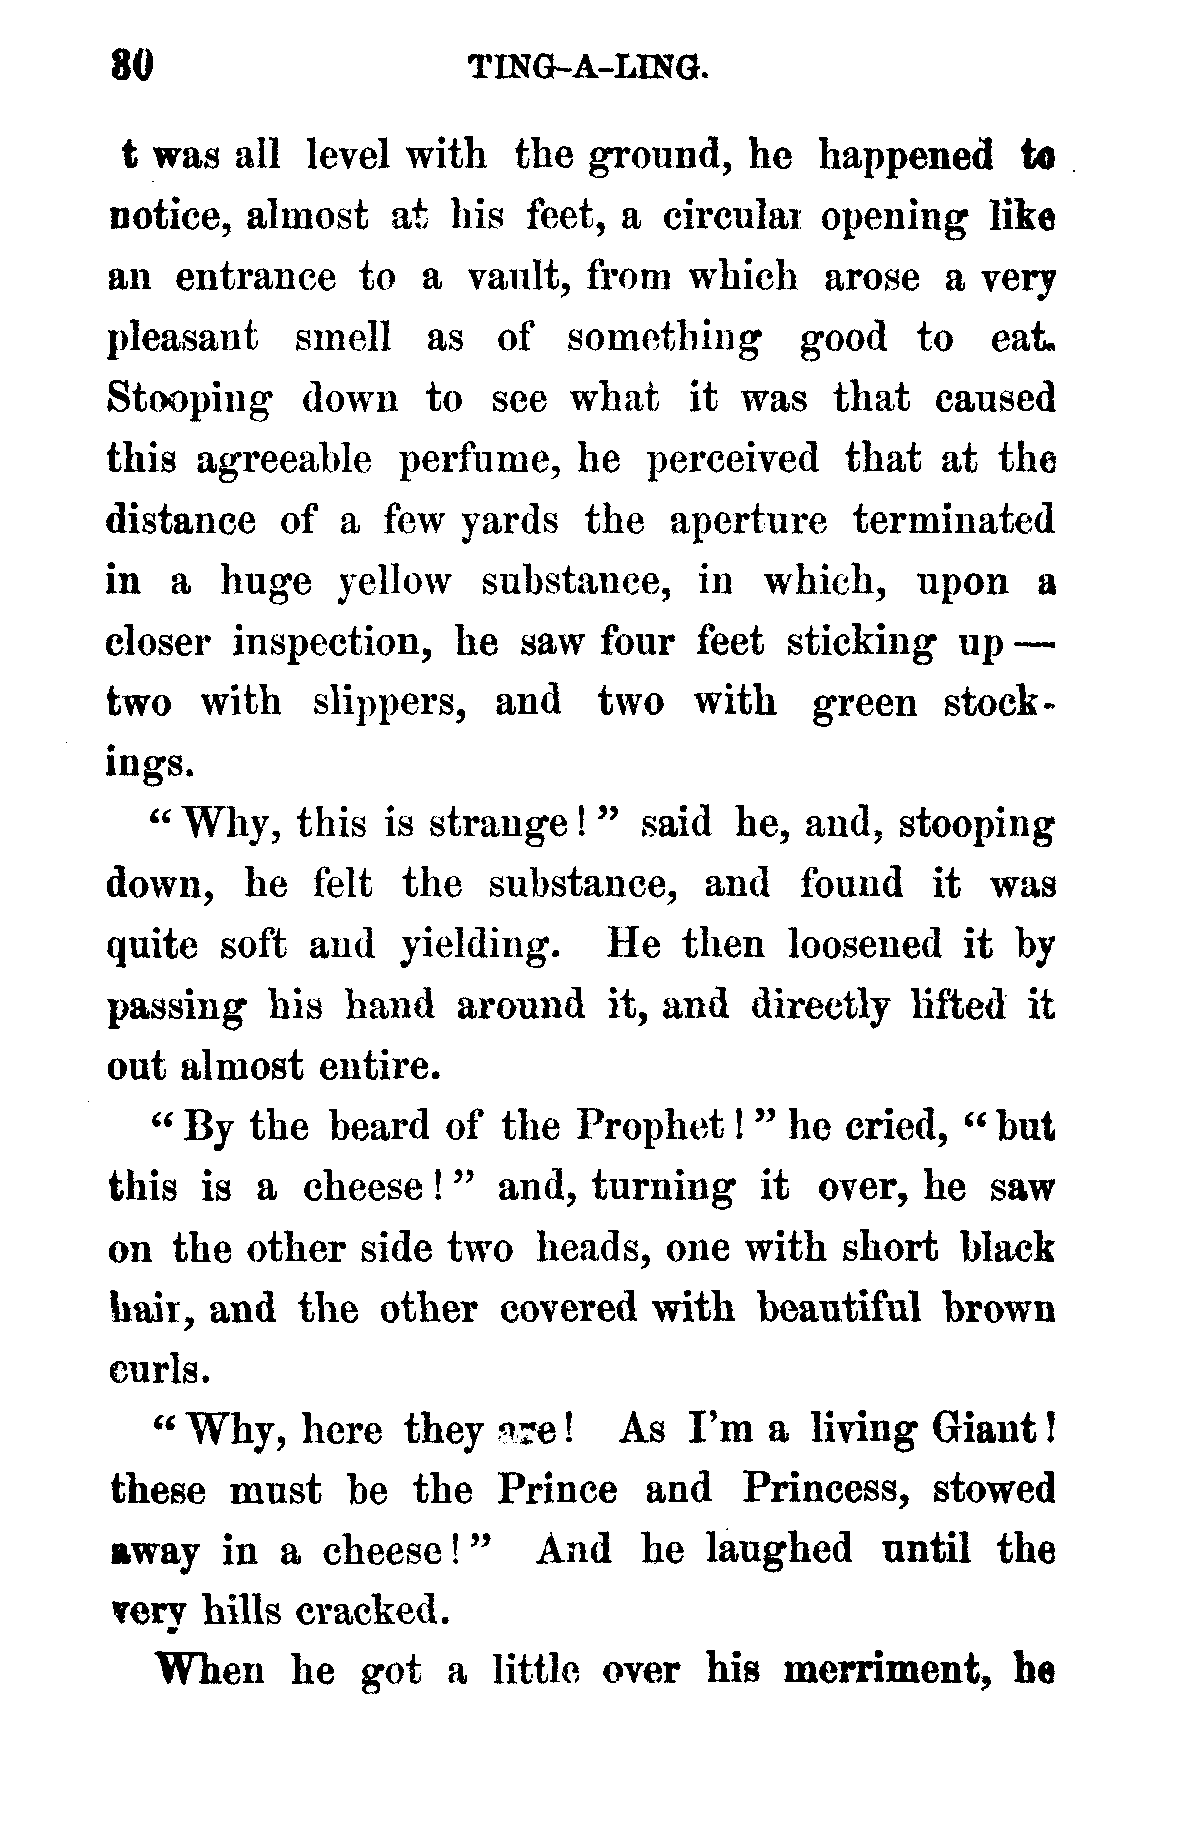 80 TING-A-LING.
t was all level with the ground, he happened to
notice, almost at his feet, a circular opening like
an entrance to a vault, from which arose a very
pleasant smell as of something good to eat.
Stooping down to see what it was that caused
this agreeable perfume, he perceived that at the
distance of a few yards the aperture terminated
in a huge yellow substance, in which, upon a
closer inspection, he saw four feet sticking up —
two with slippers, and two with green stock-
ings.
“ Why, this is strange ! ” said he, and, stooping
down, he felt the substance, and found it was
quite soft and yielding. He then loosened it by
passing his hand around it, and directly lifted it
out almost entire.
“ By the beard of the Prophet ! ” he cried, “ but
this is a cheese ! ” and, turning it over, he saw
on the other side two heads, one with short black
hair, and the other covered with beautiful brown
curls.
“ Why, here they are ! As I’m a living Giant !
these must be the Prince and Princess, stowed
away in a cheese ! ” And he laughed until the
very hills cracked.
When he got a little over his merriment, he